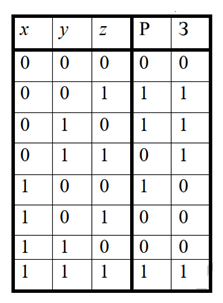 x y z Р З
0 0 0 0 0
0 0 1 1 1
0 1 0 1 1
0 1 1 0 1
1 0 0 1 0
1 0 1 0 0
1 1 0 0 0
1 1 1 1 1